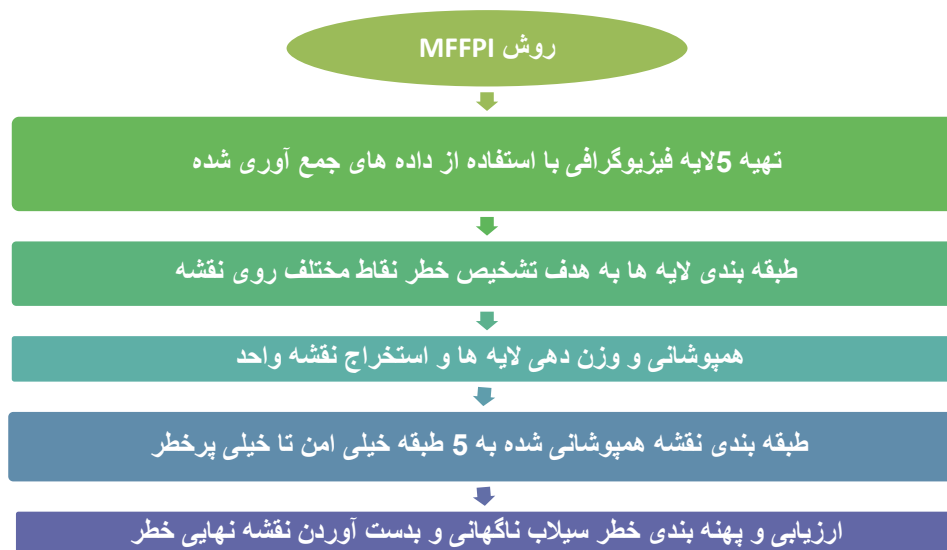 روش MFFPI
تهیه 5لایه فیزیوگرافی با استفاده از داده های جمع آوری شده
طبقه بندی لایه ها به هدف تشخیص خطر نقاط مختلف روی نقشه
همپوشانی و وزن دهی لایه ها و استخراج نقشه واحد
طبقه بندی نقشه همپوشانی شده به 5 طبقه خیلی امن تا خیلی پرخطر
ارزیابی و پهنه بندی خطر سیلاب ناگهانی و بدست آوردن نقشه نهایی خطر